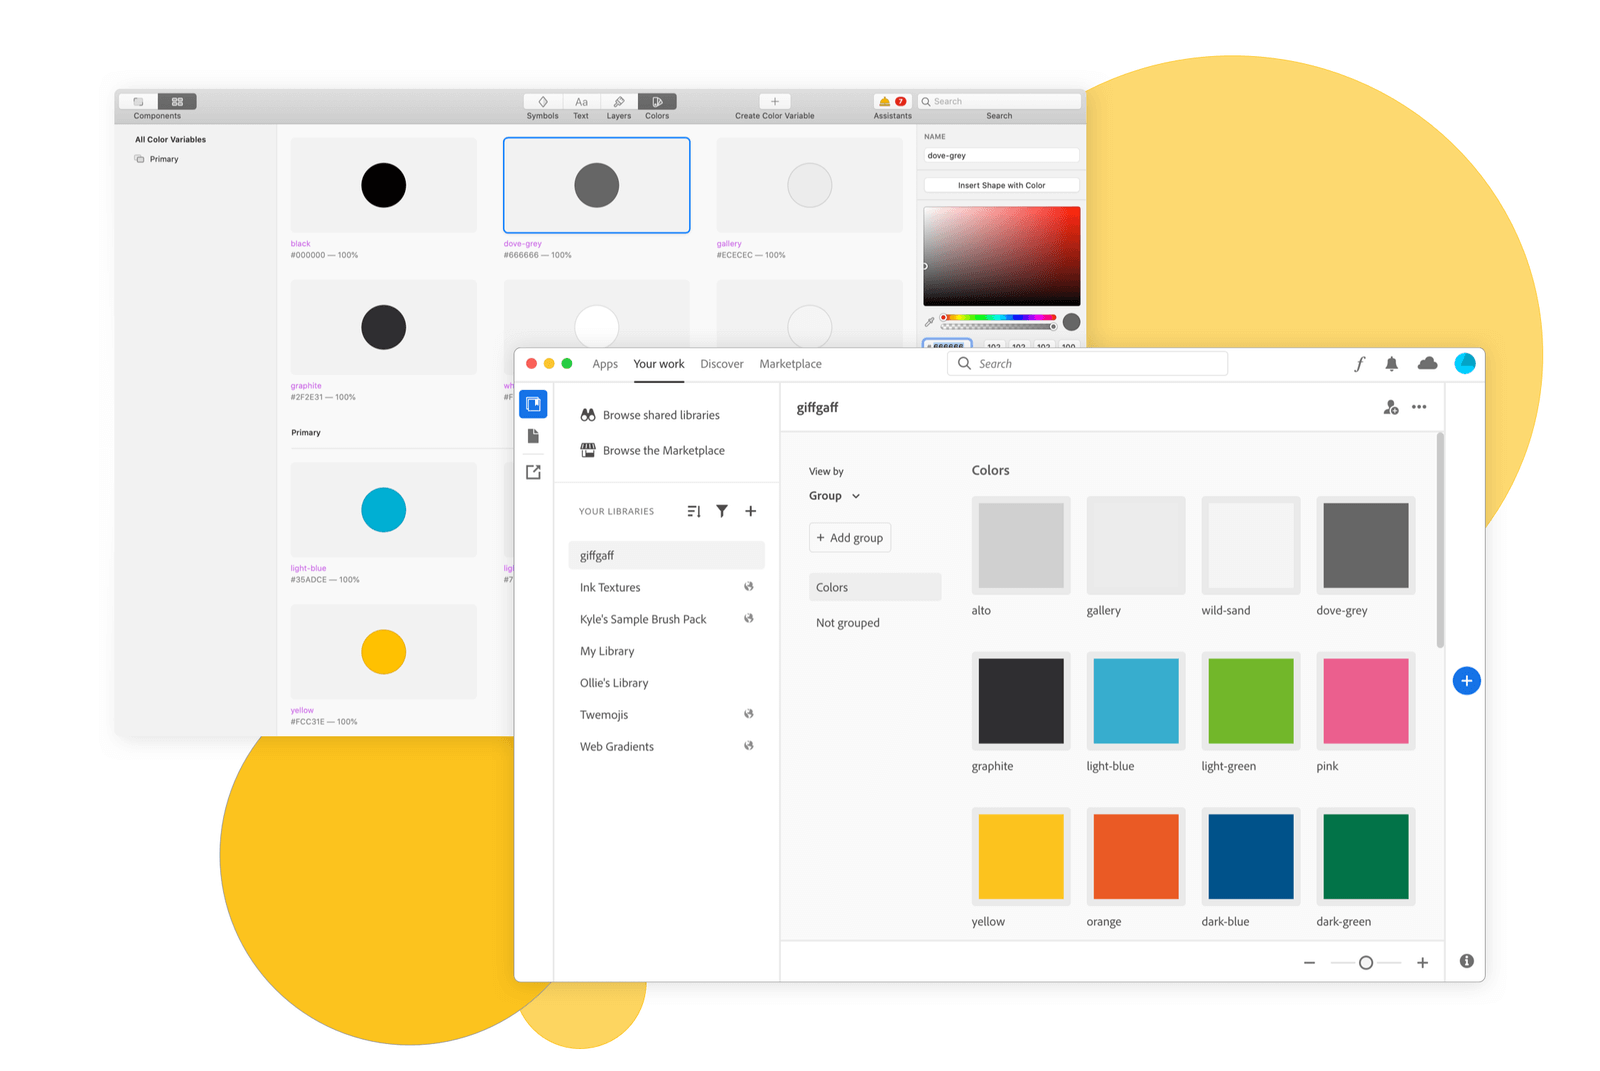 Components
Symbols Text Layers Colors
Aa
Create Color Variable
7
Assistants
Search
Search
All Color Variables
Primary
black
#000000 — 100%
dove-grey
#666666 — 100%
gallery
#ECECEC — 100%
graphite
#2F2E31 — 100%
Primary
light-blue
#35ADCE — 100%
yellow
#FCC31E — 100%
NAME
dove-grey
Insert Shape with Color
Apps Your work Discover Marketplace
Search
Browse shared libraries
Browse the Marketplace
YOUR LIBRARIES
giffgaff
Ink Textures
Kyle's Sample Brush Pack
My Library
Ollie's Library
Twemojis
Web Gradients
giffgaff
View by
Group
+ Add group
Colors
Not grouped
Colors
alto gallery wild-sand dove-grey
graphite light-blue light-green pink
yellow orange dark-blue dark-green